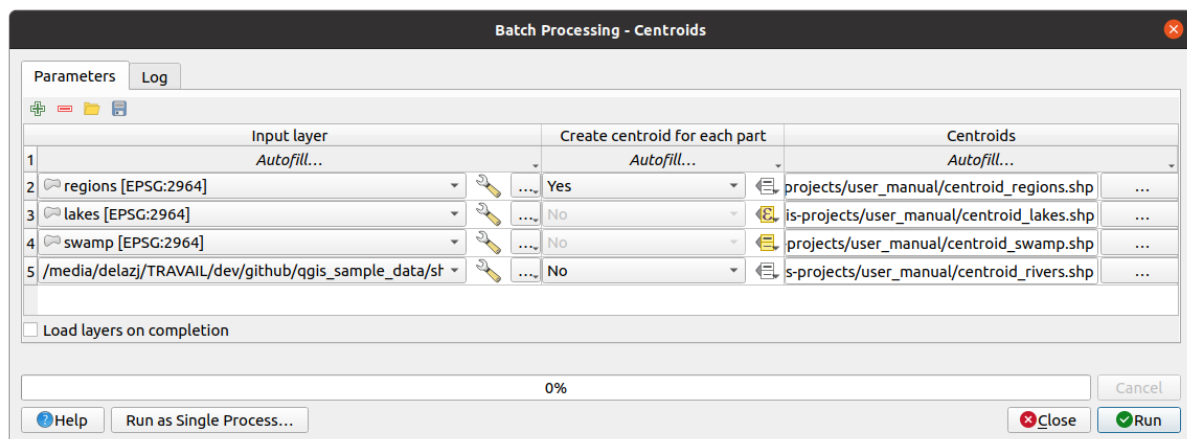 Batch Processing - Centroids
Parameters Log
Input layer Create centroid for each part Centroids
1 Autofill... Autofill... Autofill...
2 regions [EPSG:2964] ... Yes projects/user_manual/centroid_regions.shp ...
3 lakes [EPSG:2964] ... No ε is-projects/user_manual/centroid_lakes.shp ...
4 swamp [EPSG:2964] ... No projects/user_manual/centroid_swamp.shp ...
5 /media/delazj/TRAVAIL/dev/github/qgis_sample_data/sh ... No s-projects/user_manual/centroid_rivers.shp ...
Load layers on completion
0% Cancel
?Help Run as Single Process... Close Run